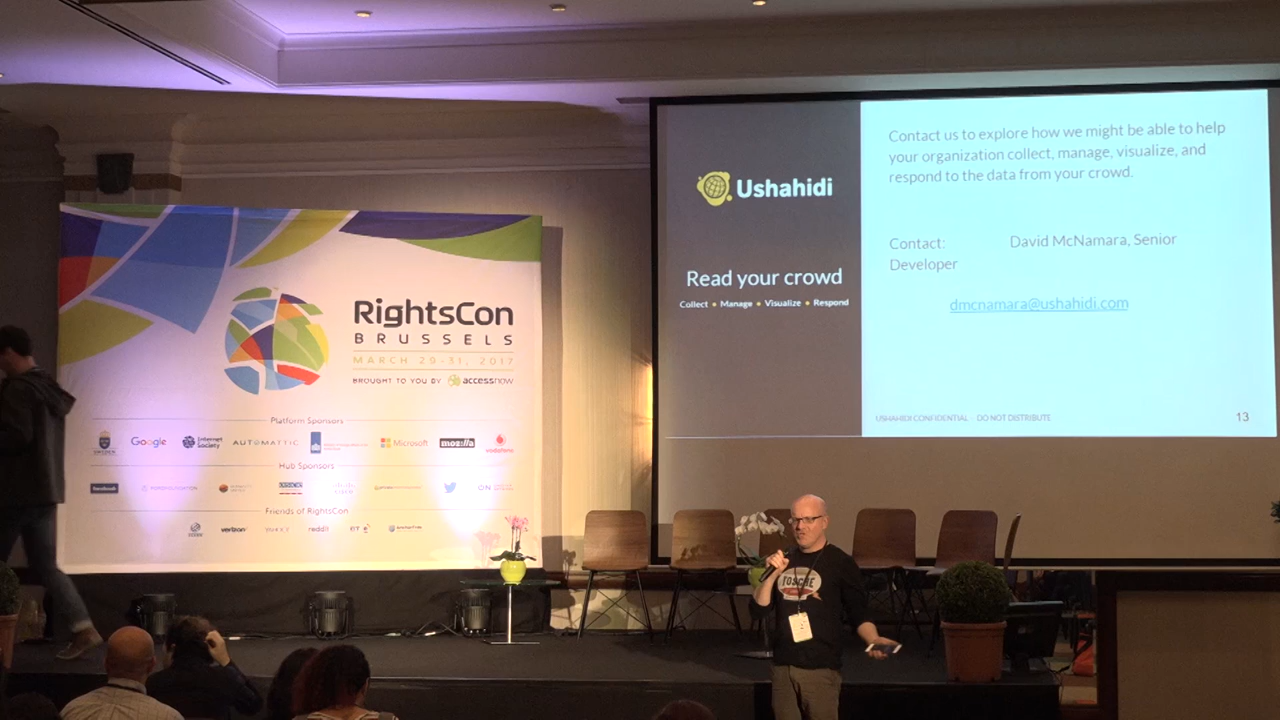 RightsCon
BRUSSELS
MARCH 29-31, 2017
BROUGHT TO YOU BY accessnow
Platform Sponsors
Google
Internet
Society
AUTOMATTIC
Microsoft
moz://a
vodafone
Hub Sponsors
facebook
Friends of RightsCon
verizon
reddit
Ushahidi
Read your crowd
Collect • Manage • Visualize • Respond
Contact us to explore how we might be able to help
your organization collect, manage, visualize, and
respond to the data from your crowd.
Contact: David McNamara, Senior
Developer
dmcnamara@ushahidi.com
USHAHIDI CONFIDENTIAL · DO NOT DISTRIBUTE
13